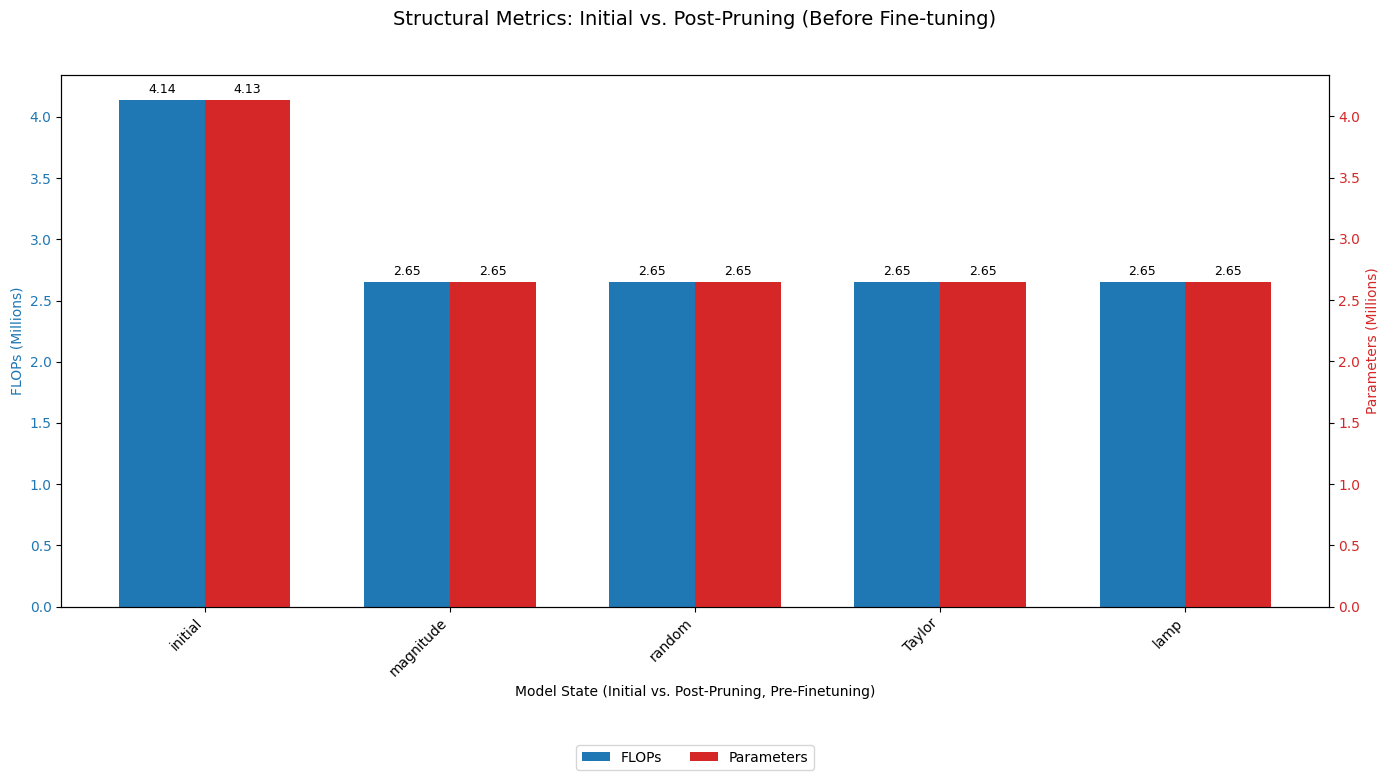 Structural Metrics: Initial vs. Post-Pruning (Before Fine-tuning)
4.14 4.13
2.65 2.65 2.65 2.65 2.65 2.65 2.65 2.65
FLOPs (Millions)
4.0
3.5
3.0
2.5
2.0
1.5
1.0
0.5
0.0
Parameters (Millions)
4.0
3.5
3.0
2.5
2.0
1.5
1.0
0.5
0.0
initial
magnitude
random
Taylor
lamp
Model State (Initial vs. Post-Pruning, Pre-Finetuning)
FLOPs Parameters